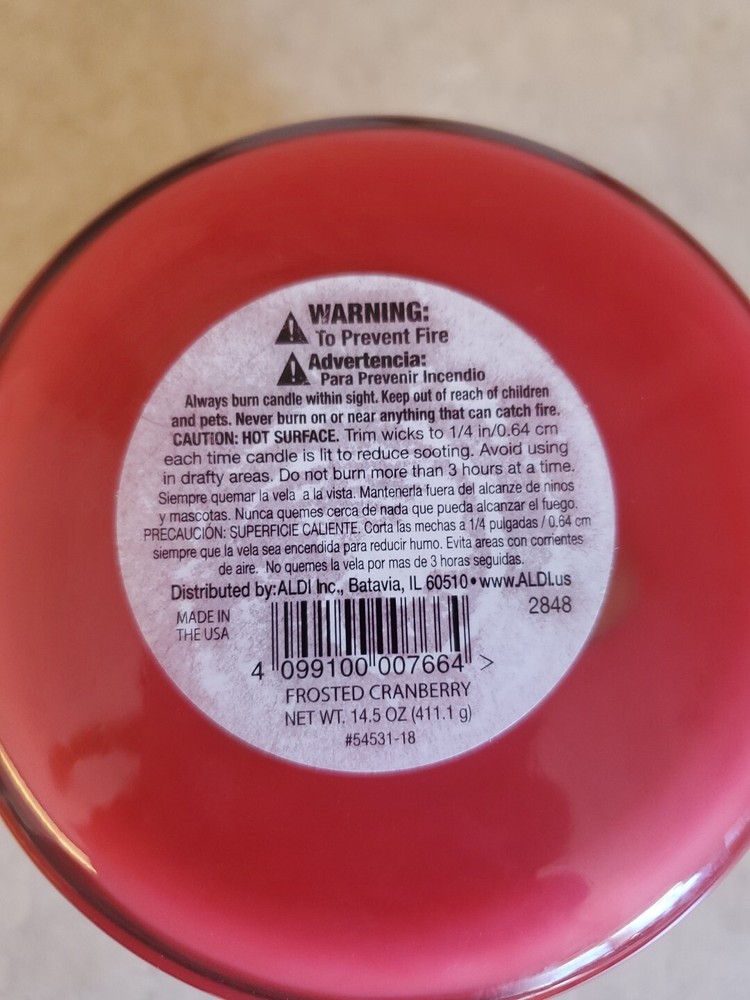 WARNING:
To Prevent Fire
Advertencia:
Para Prevenir Incendio
Always burn candle within sight. Keep out of reach of children
and pets. Never burn on or near anything that can catch fire.
CAUTION: HOT SURFACE. Trim wicks to 1/4 in/0.64 cm
each time candle is lit to reduce sooting. Avoid using
in drafty areas. Do not burn more than 3 hours at a time.
Siempre quemar la vela a la vista. Mantenerla fuera del alcanze de ninos
y mascotas. Nunca quemes cerca de nada que pueda alcanzar el fuego.
PRECAUCIÓN: SUPERFICIE CALIENTE. Corta las mechas a 1/4 pulgadas / 0.64 cm
siempre que la vela sea encendida para reducir humo. Evita areas con corrientes
de aire. No quemes la vela por mas de 3 horas seguidas.
Distributed by:ALDI Inc., Batavia, IL 60510•www.ALDI.us
MADE IN
THE USA
2848
4 099100 007664 >
FROSTED CRANBERRY
NET WT. 14.5 OZ (411.1 g)
#54531-18